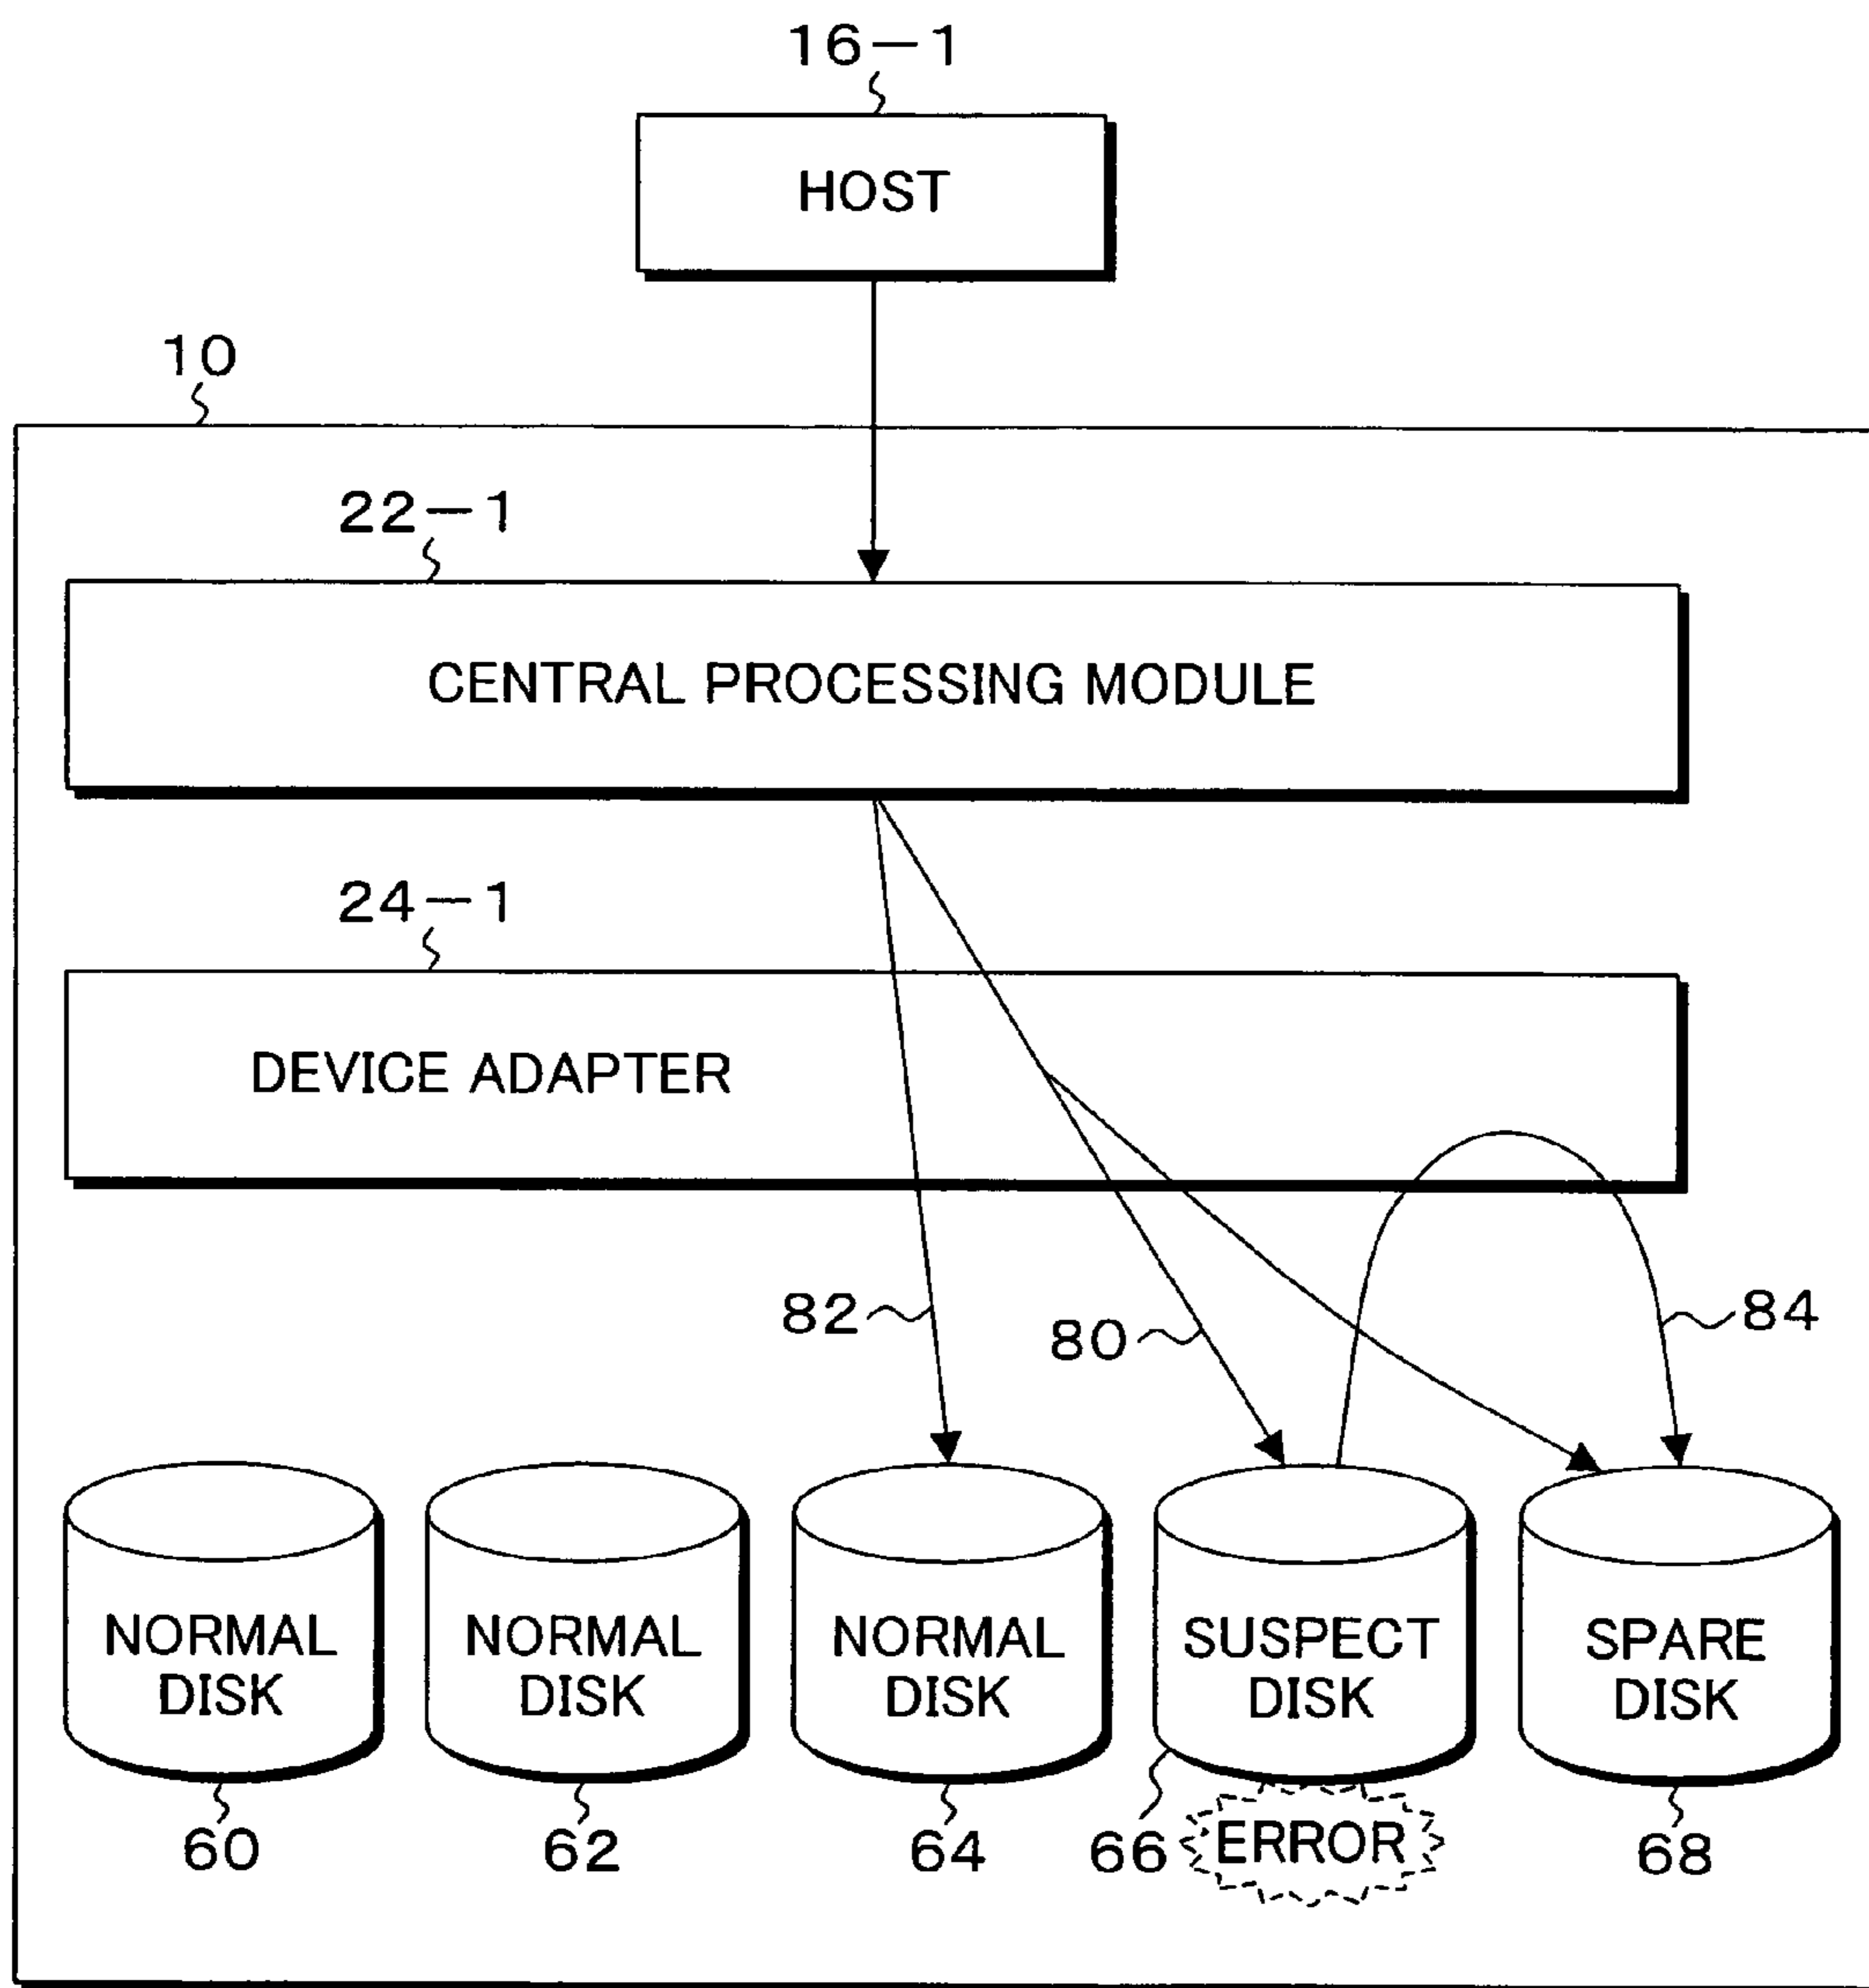 16-1
HOST
10
22-1
CENTRAL PROCESSING MODULE
24-1
DEVICE ADAPTER
82
80
84
NORMAL
DISK
NORMAL
DISK
NORMAL
DISK
SUSPECT
DISK
SPARE
DISK
60
62
64
66
ERROR
68